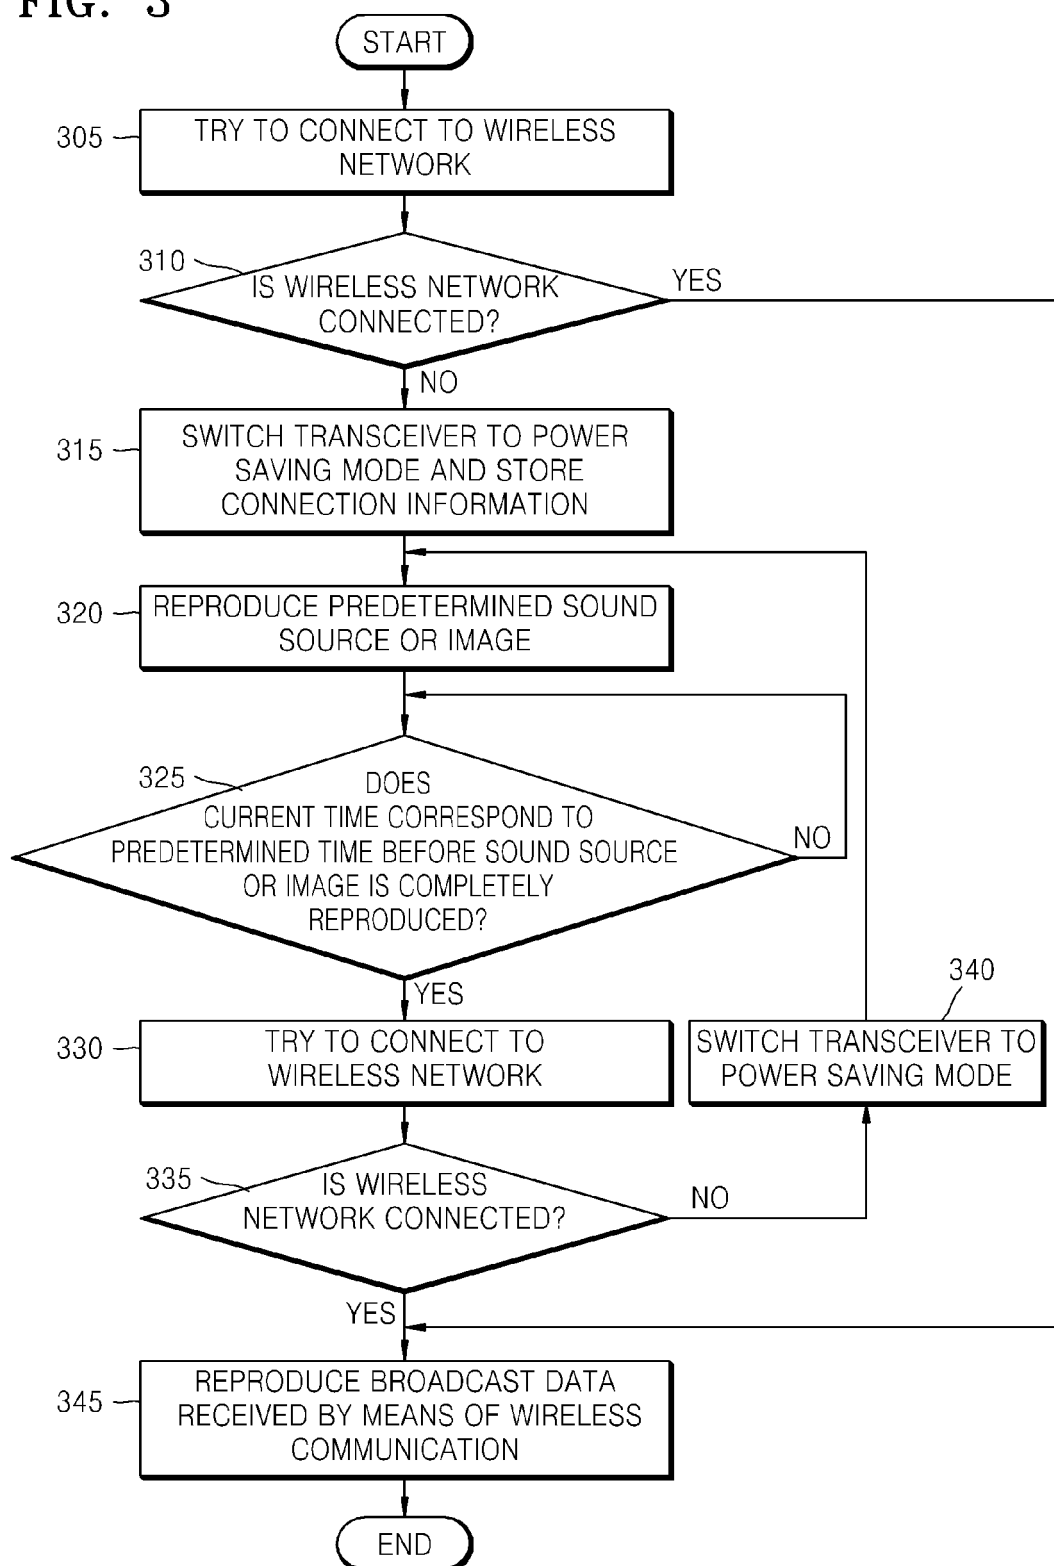 FIG. 3
START
305
TRY TO CONNECT TO WIRELESS
NETWORK
310
IS WIRELESS NETWORK
CONNECTED?
YES
NO
315
SWITCH TRANSCEIVER TO POWER
SAVING MODE AND STORE
CONNECTION INFORMATION
320
REPRODUCE PREDETERMINED SOUND
SOURCE OR IMAGE
325
DOES
CURRENT TIME CORRESPOND TO
PREDETERMINED TIME BEFORE SOUND SOURCE
OR IMAGE IS COMPLETELY
REPRODUCED?
NO
YES
330
TRY TO CONNECT TO
WIRELESS NETWORK
340
SWITCH TRANSCEIVER TO
POWER SAVING MODE
335
IS WIRELESS
NETWORK CONNECTED?
NO
YES
345
REPRODUCE BROADCAST DATA
RECEIVED BY MEANS OF WIRELESS
COMMUNICATION
END